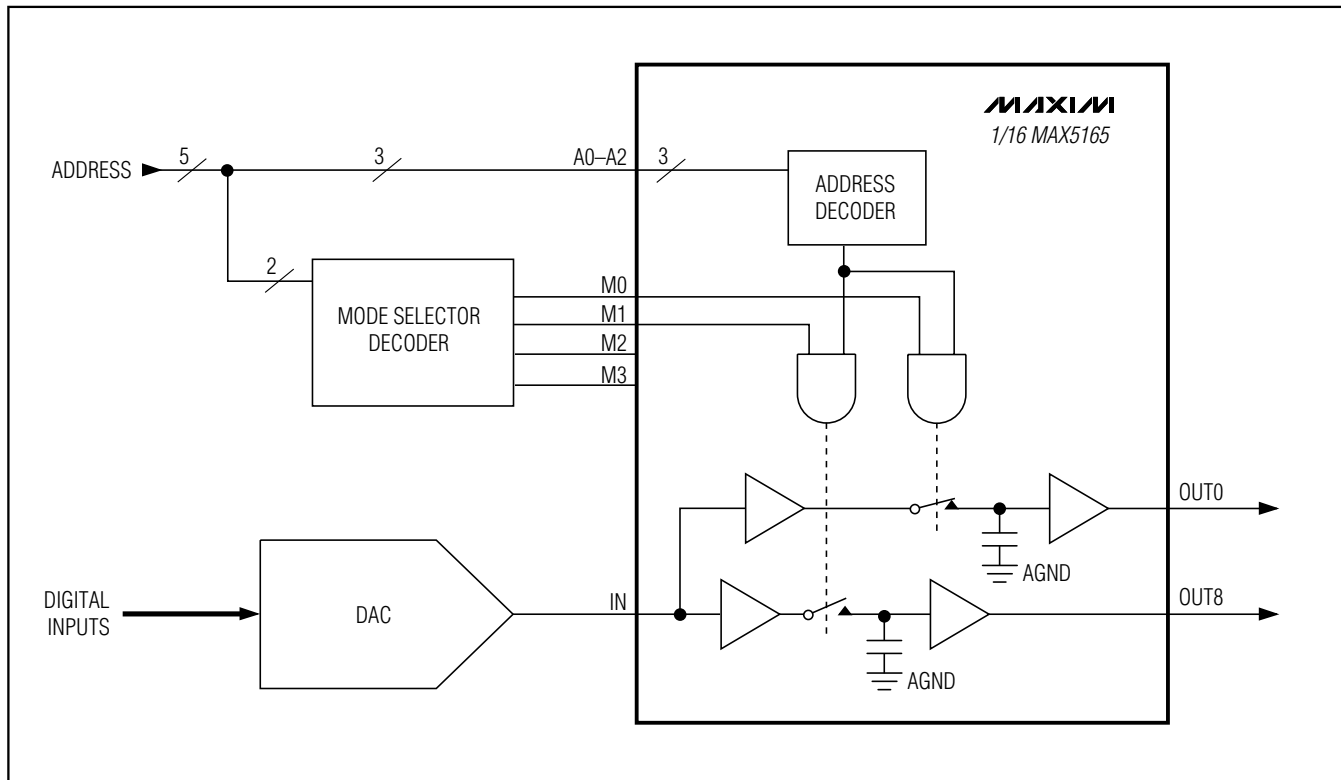 MAXIM
1/16 MAX5165
ADDRESS
5
3
A0–A2
3
ADDRESS
DECODER
2
MODE SELECTOR
DECODER
M0
M1
M2
M3
OUT0
AGND
DIGITAL
INPUTS
DAC
IN
OUT8
AGND